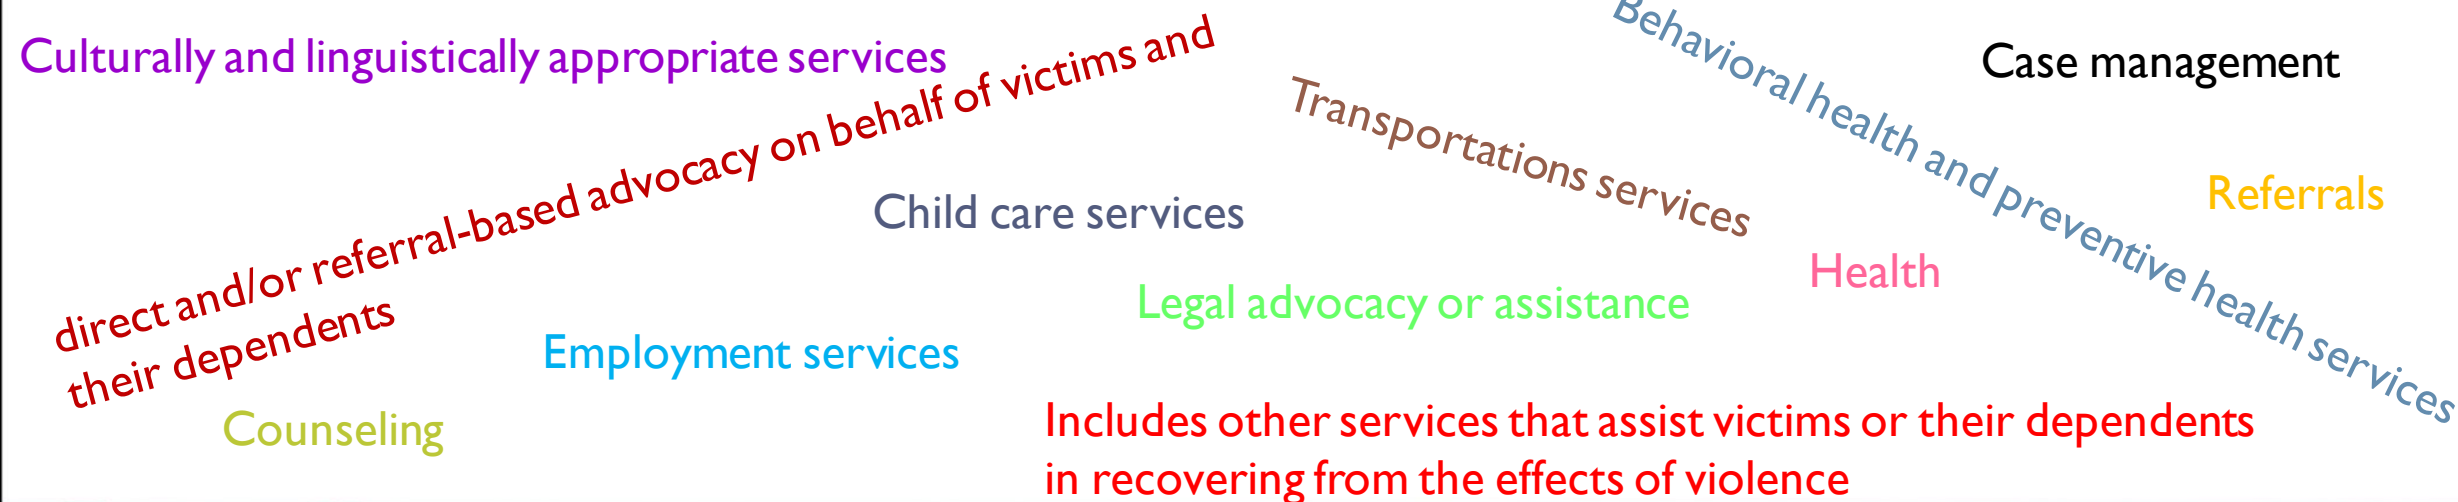 Culturally and linguistically appropriate services
direct and/or referral-based advocacy on behalf of victims and
their dependents
Transportations services
Behavioral health and preventive health services
Case management
Referrals
Child care services
Health
Legal advocacy or assistance
Employment services
Counseling
Includes other services that assist victims or their dependents
in recovering from the effects of violence